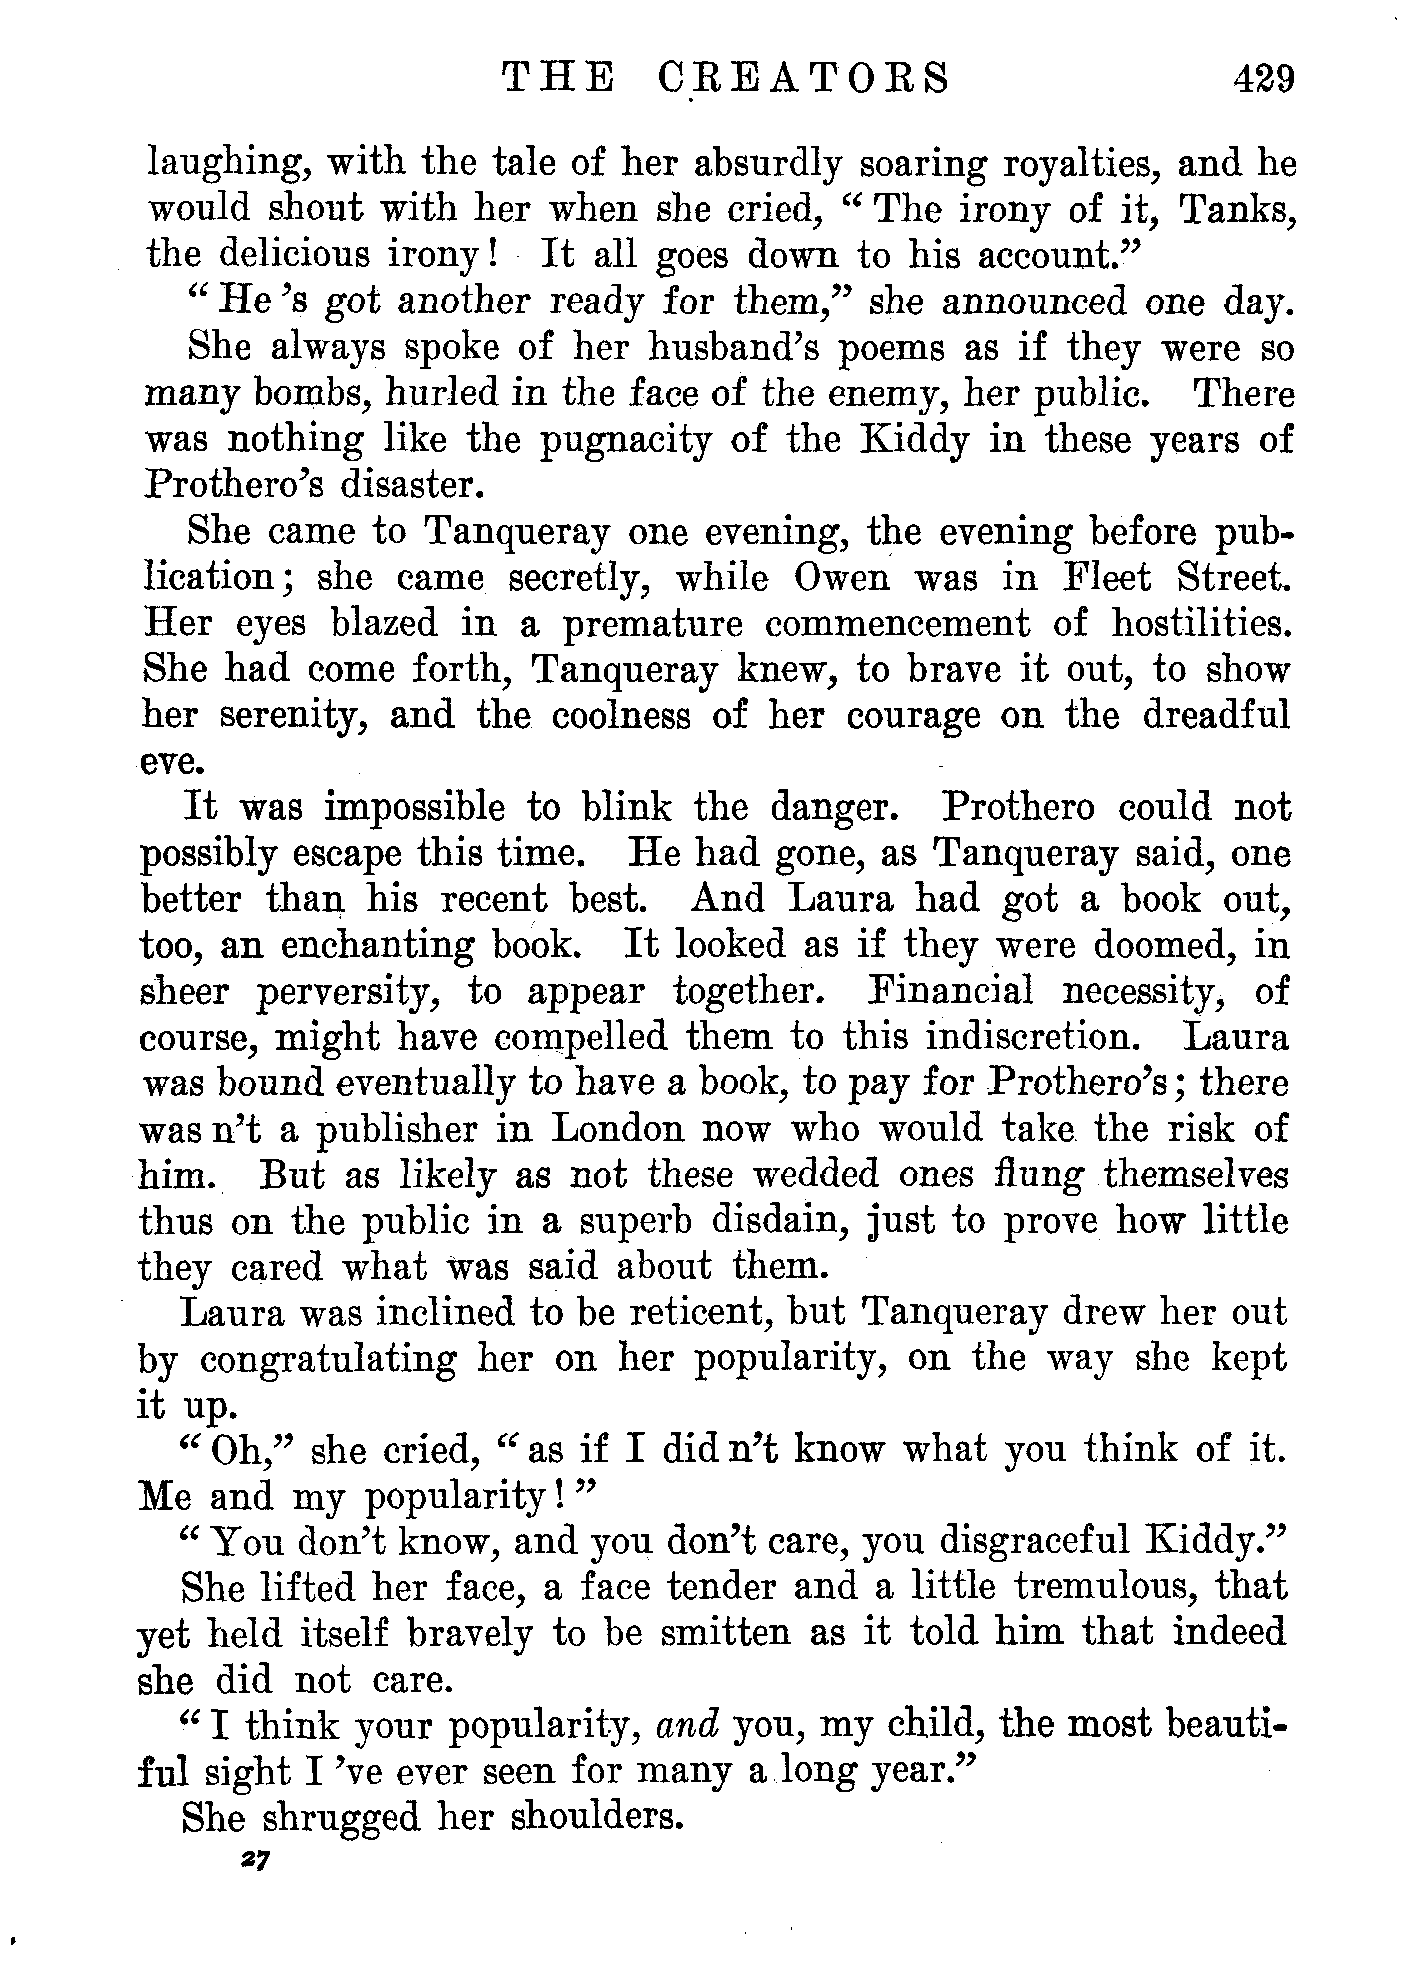 THE CREATORS 429
laughing, with the tale of her absurdly soaring royalties, and he
would shout with her when she cried, “ The irony of it, Tanks,
the delicious irony! It all goes down to his account.”
“ He 's got another ready for them,” she announced one day.
She always spoke of her husband's poems as if they were so
many bombs, hurled in the face of the enemy, her public. There
was nothing like the pugnacity of the Kiddy in these years of
Prothero's disaster.
She came to Tanqueray one evening, the evening before pub-
lication; she came secretly, while Owen was in Fleet Street.
Her eyes blazed in a premature commencement of hostilities.
She had come forth, Tanqueray knew, to brave it out, to show
her serenity, and the coolness of her courage on the dreadful
eve.
It was impossible to blink the danger. Prothero could not
possibly escape this time. He had gone, as Tanqueray said, one
better than his recent best. And Laura had got a book out,
too, an enchanting book. It looked as if they were doomed, in
sheer perversity, to appear together. Financial necessity, of
course, might have compelled them to this indiscretion. Laura
was bound eventually to have a book, to pay for Prothero's; there
was n't a publisher in London now who would take the risk of
him. But as likely as not these wedded ones flung themselves
thus on the public in a superb disdain, just to prove how little
they cared what was said about them.
Laura was inclined to be reticent, but Tanqueray drew her out
by congratulating her on her popularity, on the way she kept
it up.
“ Oh,” she cried, “ as if I did n't know what you think of it.
Me and my popularity! ”
“ You don't know, and you don't care, you disgraceful Kiddy.”
She lifted her face, a face tender and a little tremulous, that
yet held itself bravely to be smitten as it told him that indeed
she did not care.
“ I think your popularity, and you, my child, the most beauti-
ful sight I 've ever seen for many a long year.”
She shrugged her shoulders.
27